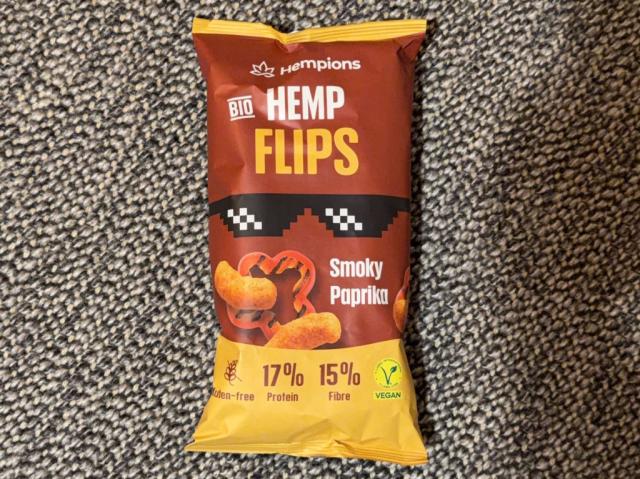 Hempions
BIO HEMP
FLIPS
Smoky
Paprika
17% 15%
Protein Fibre
VEGAN